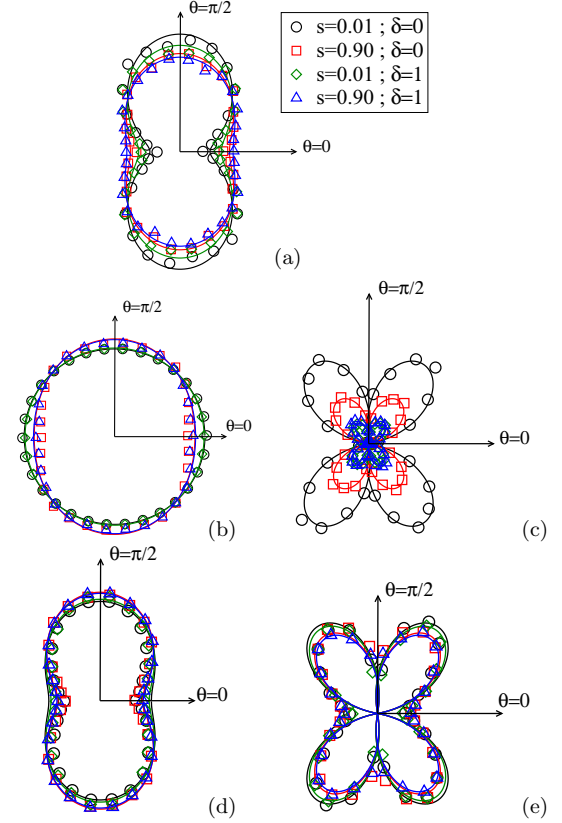 θ=π/2
s=0.01 ; δ=0
s=0.90 ; δ=0
s=0.01 ; δ=1
s=0.90 ; δ=1
θ=0
(a)
θ=π/2
θ=0
(b)
θ=π/2
θ=0
(c)
θ=π/2
θ=0
(d)
θ=π/2
θ=0
(e)